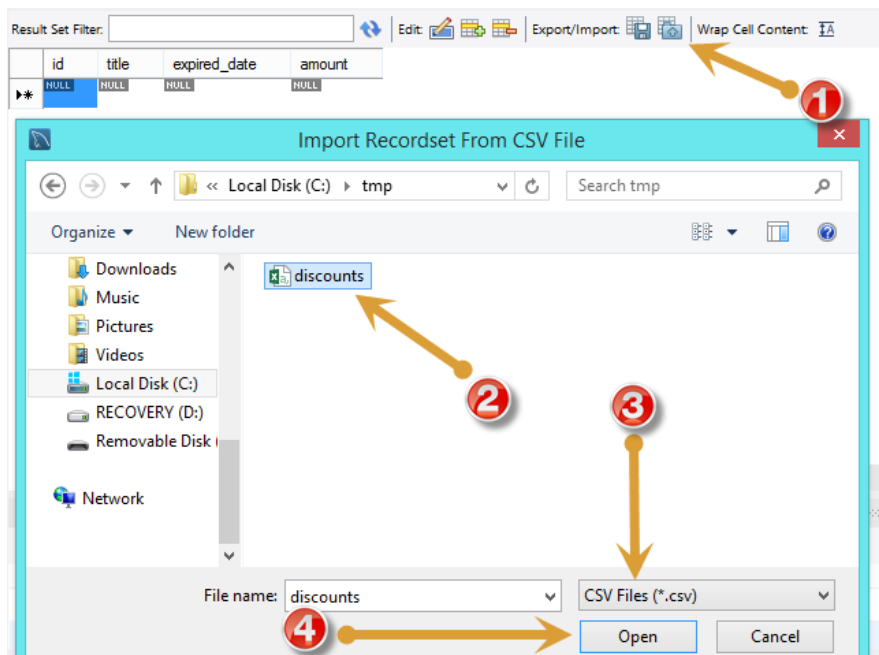 Result Set Filter: Edit: Export/Import: Wrap Cell Content: IA
id title expired_date amount
NULL NULL NULL NULL
1
Import Recordset From CSV File
« Local Disk (C:) tmp Search tmp
Organize New folder
Downloads
discounts
Music
Pictures
Videos
Local Disk (C:)
2
3
RECOVERY (D:)
Removable Disk (
Network
File name: discounts CSV Files (*.csv)
4
Open Cancel